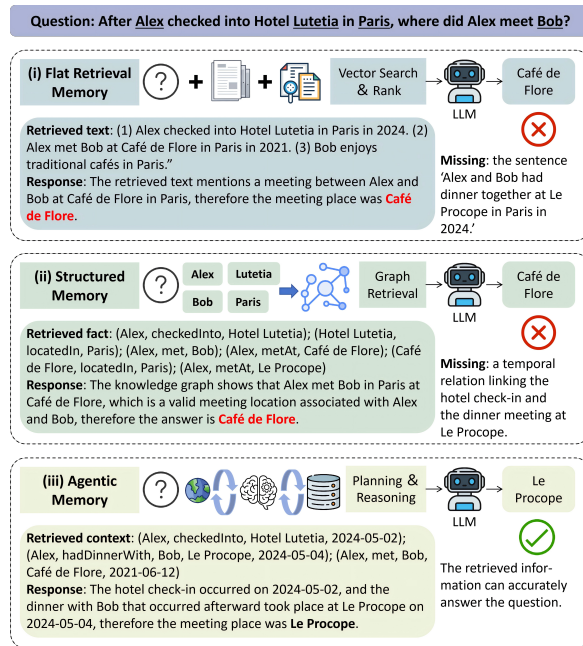 Question: After Alex checked into Hotel Lutetia in Paris, where did Alex meet Bob?
(i) Flat Retrieval
Memory
?
Vector Search
& Rank
LLM
Café de
Flore
Retrieved text: (1) Alex checked into Hotel Lutetia in Paris in 2024. (2)
Alex met Bob at Café de Flore in Paris in 2021. (3) Bob enjoys
traditional cafés in Paris.”
Response: The retrieved text mentions a meeting between Alex and
Bob at Café de Flore in Paris, therefore the meeting place was Café
de Flore.
Missing: the sentence
‘Alex and Bob had
dinner together at Le
Procope in Paris in
2024.’
(ii) Structured
Memory
?
Alex
Lutetia
Bob
Paris
Graph
Retrieval
LLM
Café de
Flore
Retrieved fact: (Alex, checkedInto, Hotel Lutetia); (Hotel Lutetia,
locatedIn, Paris); (Alex, met, Bob); (Alex, metAt, Café de Flore); (Café
de Flore, locatedIn, Paris); (Alex, metAt, Le Procope)
Response: The knowledge graph shows that Alex met Bob in Paris at
Café de Flore, which is a valid meeting location associated with Alex
and Bob, therefore the answer is Café de Flore.
Missing: a temporal
relation linking the
hotel check-in and
the dinner meeting at
Le Procope.
(iii) Agentic
Memory
?
Planning &
Reasoning
LLM
Le
Procope
Retrieved context: (Alex, checkedInto, Hotel Lutetia, 2024-05-02);
(Alex, hadDinnerWith, Bob, Le Procope, 2024-05-04); (Alex, met, Bob,
Café de Flore, 2021-06-12)
Response: The hotel check-in occurred on 2024-05-02, and the
dinner with Bob that occurred afterward took place at Le Procope on
2024-05-04, therefore the meeting place was Le Procope.
The retrieved infor-
mation can accurately
answer the question.